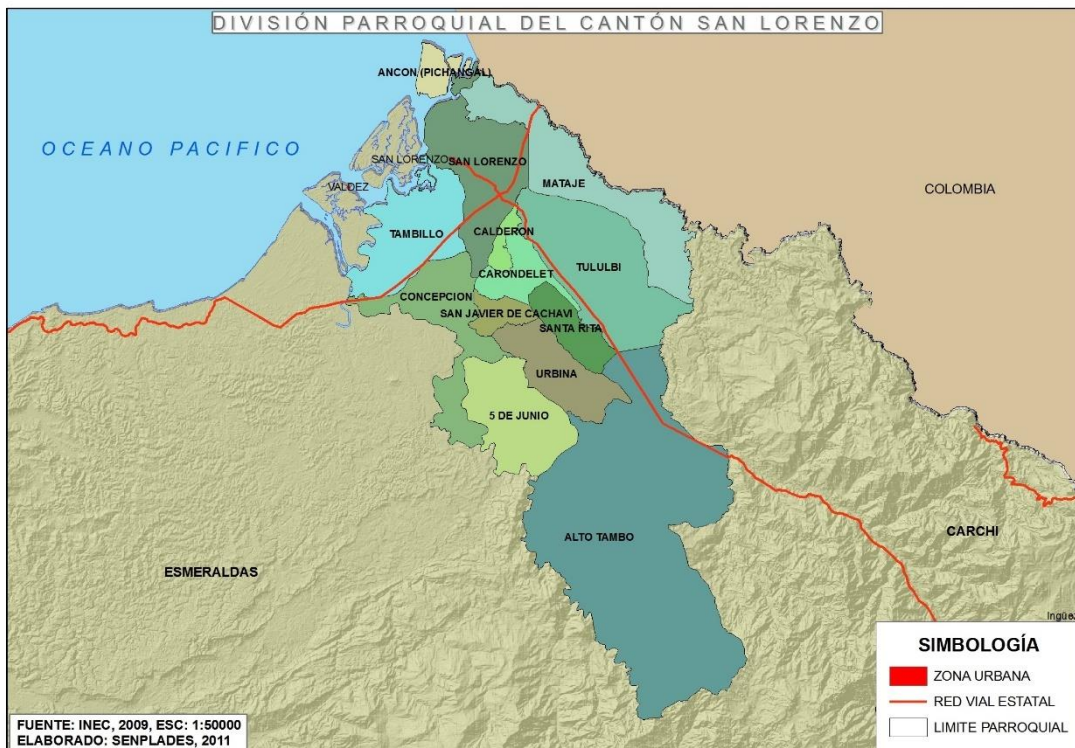 DIVISIÓN PARROQUIAL DEL CANTÓN SAN LORENZO
ANCON (PICHANGAL)
OCEANO PACIFICO
SAN LORENZO
SAN LORENZO
VALDEZ
MATAJE
COLOMBIA
TAMBILLO
CALDERON
CARONDELET
TULULBI
CONCEPCION
SAN JAVIER DE CACHAVI
SANTA RITA
URBINA
5 DE JUNIO
ALTO TAMBO
CARCHI
ESMERALDAS
Ingüez
SIMBOLOGÍA
ZONA URBANA
RED VIAL ESTATAL
LIMITE PARROQUIAL
FUENTE: INEC, 2009, ESC: 1:50000
ELABORADO: SENPLADES, 2011